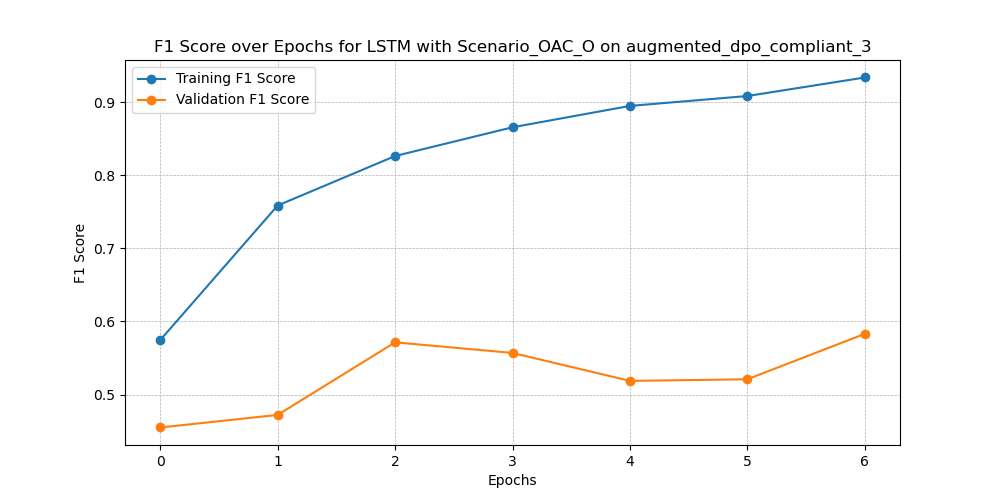 F1 Score over Epochs for LSTM with Scenario_OAC_O on augmented_dpo_compliant_3
Training F1 Score
Validation F1 Score
0.9
0.8
0.7
0.6
0.5
F1 Score
0 1 2 3 4 5 6
Epochs